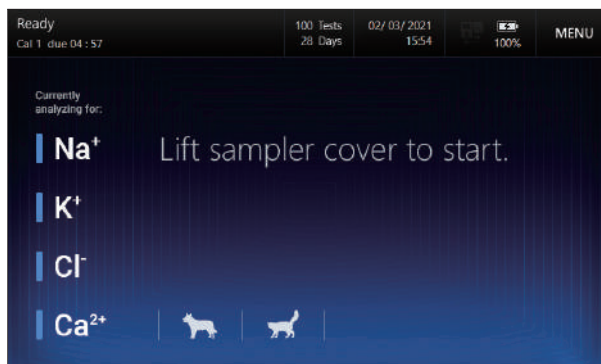 Ready
Cal 1 due 04 : 57
100 Tests
28 Days
02/ 03/ 2021
15:54
100%
MENU
Currently
analyzing for:
Na⁺
Lift sampler cover to start.
K⁺
Cl⁻
Ca²⁺